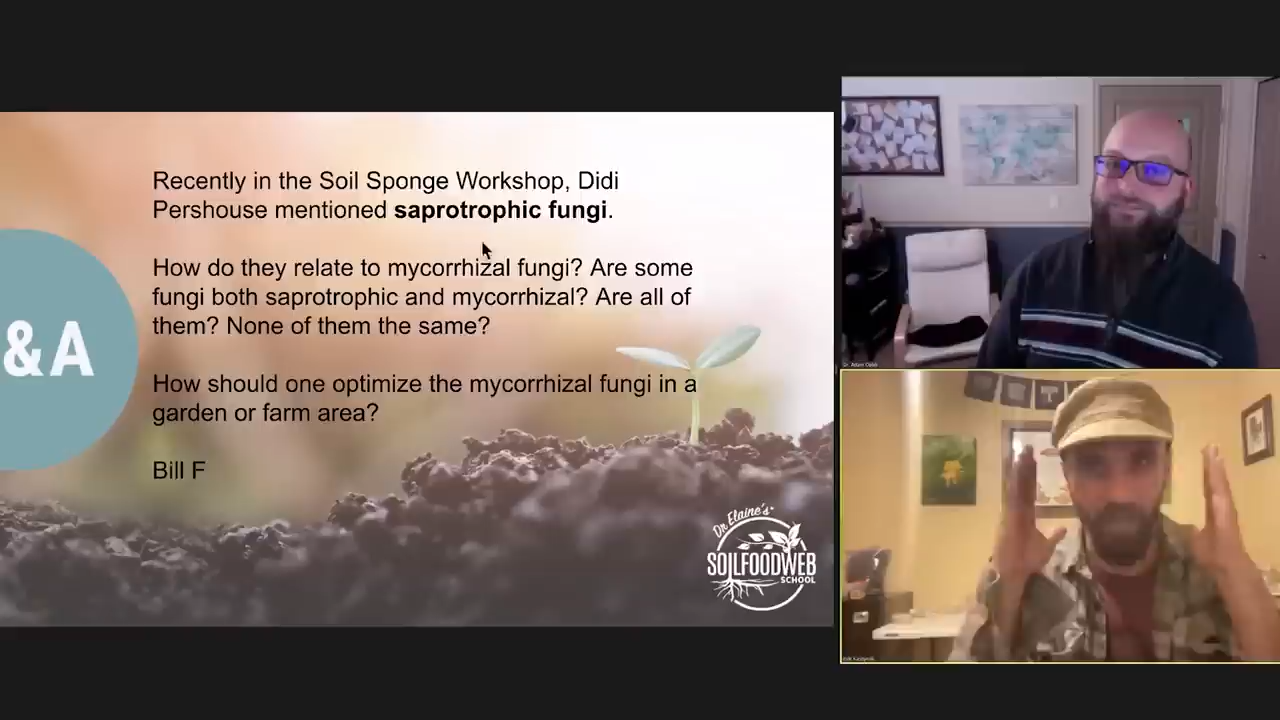 Recently in the Soil Sponge Workshop, Didi
Pershouse mentioned saprotrophic fungi.
How do they relate to mycorrhizal fungi? Are some
fungi both saprotrophic and mycorrhizal? Are all of
them? None of them the same?
How should one optimize the mycorrhizal fungi in a
garden or farm area?
Bill F
&A
Dr Elaine's
SOILFOODWEB
SCHOOL